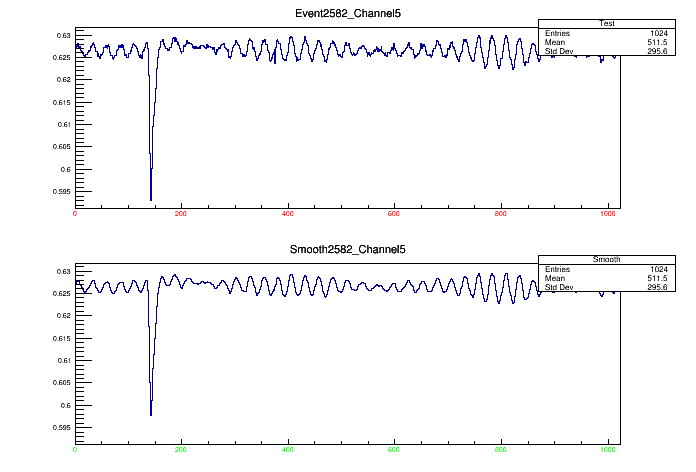 Event2582_Channel5
Test
Entries 1024
Mean 511.5
Std Dev 295.6
0.63
0.625
0.62
0.615
0.61
0.605
0.6
0.595
0 200 400 600 800 1000
Smooth2582_Channel5
Smooth
Entries 1024
Mean 511.5
Std Dev 295.6
0.63
0.625
0.62
0.615
0.61
0.605
0.6
0.595
0 200 400 600 800 1000